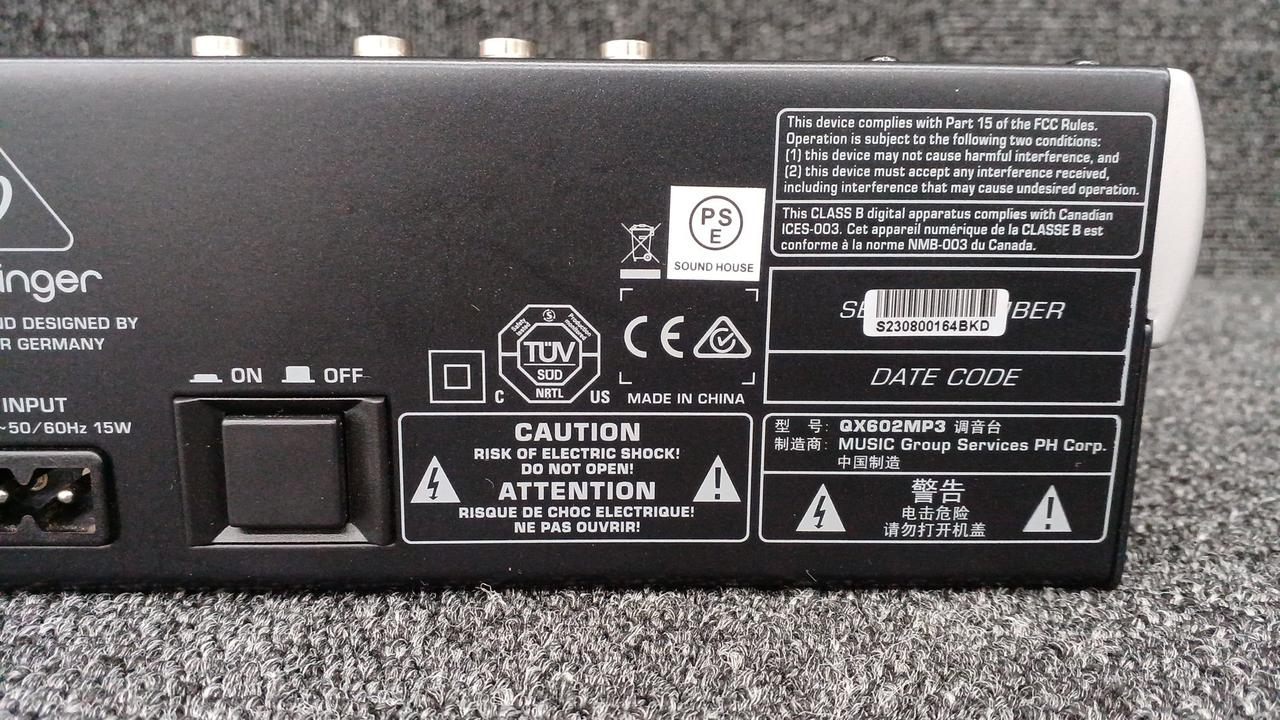 inger
ND DESIGNED BY
R GERMANY
INPUT
~50/60Hz 15W
ON OFF
PSE
SOUND HOUSE
Safety tested
Production monitored
TÜV
SÜD
NRTL
C US
CE
MADE IN CHINA
CAUTION
RISK OF ELECTRIC SHOCK!
DO NOT OPEN!
ATTENTION
RISQUE DE CHOC ELECTRIQUE!
NE PAS OUVRIR!
This device complies with Part 15 of the FCC Rules.
Operation is subject to the following two conditions:
(1) this device may not cause harmful interference, and
(2) this device must accept any interference received,
including interference that may cause undesired operation.
This CLASS B digital apparatus complies with Canadian
ICES-003. Cet appareil numérique de la CLASSE B est
conforme à la norme NMB-003 du Canada.
SE BER
S230800164BKD
DATE CODE
型 号: QX602MP3 调音台
制造商: MUSIC Group Services PH Corp.
中国制造
警告
电击危险
请勿打开机盖